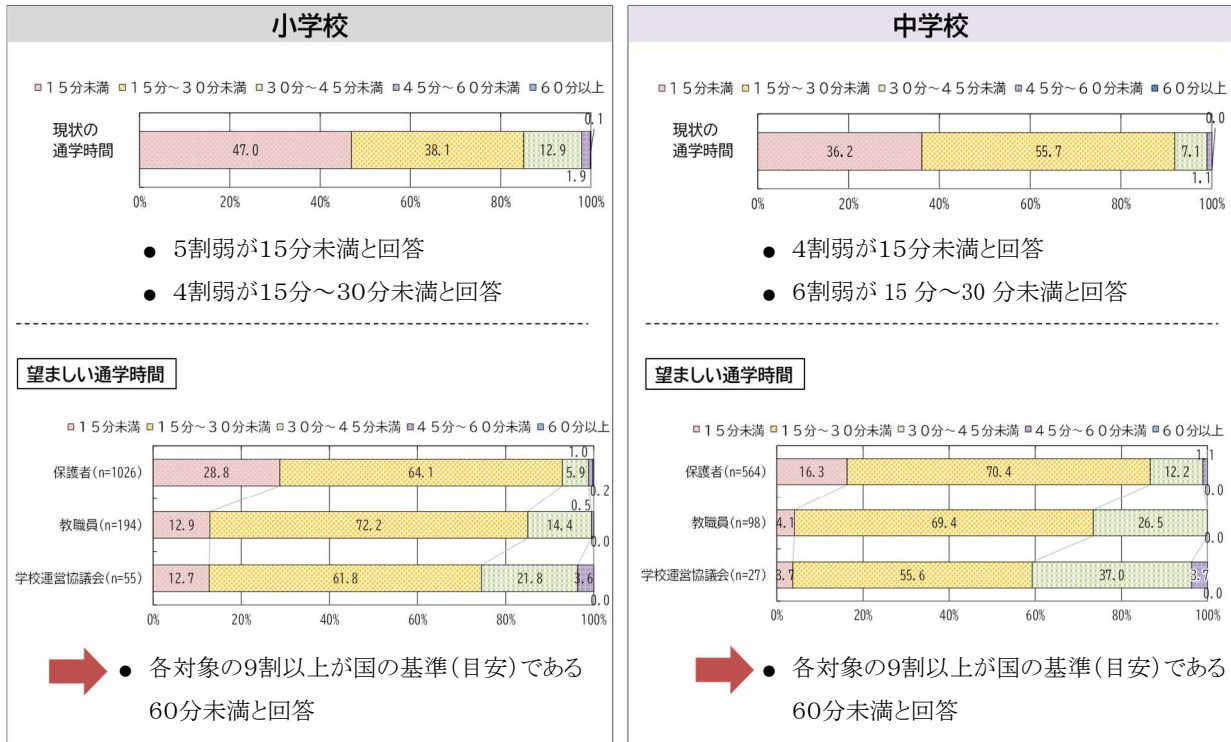 小学校
■１５分未満 ■１５分～３０分未満 ■３０分～４５分未満 ■４５分～６０分未満 ■６０分以上
0.1
現状の
通学時間
47.0 38.1 12.9
1.9
0% 20% 40% 60% 80% 100%
● 5割弱が15分未満と回答
● 4割弱が15分～30分未満と回答
望ましい通学時間
■１５分未満 ■１５分～３０分未満 ■３０分～４５分未満 ■４５分～６０分未満 ■６０分以上
1.0
保護者(n=1026) 28.8 64.1 5.9
0.2
0.5
教職員(n=194) 12.9 72.2 14.4
0.0
学校運営協議会(n=55) 12.7 61.8 21.8 3.6
0.0
0% 20% 40% 60% 80% 100%
● 各対象の9割以上が国の基準(目安)である
60分未満と回答
中学校
■１５分未満 ■１５分～３０分未満 ■３０分～４５分未満 ■４５分～６０分未満 ■６０分以上
0.0
現状の
通学時間
36.2 55.7 7.1
1.1
0% 20% 40% 60% 80% 100%
● 4割弱が15分未満と回答
● 6割弱が 15 分～30 分未満と回答
望ましい通学時間
■１５分未満 ■１５分～３０分未満 ■３０分～４５分未満 ■４５分～６０分未満 ■６０分以上
1.1
保護者(n=564) 16.3 70.4 12.2
0.0
教職員(n=98) 4.1 69.4 26.5
0.0
学校運営協議会(n=27) 3.7 55.6 37.0 3.7
0.0
0% 20% 40% 60% 80% 100%
● 各対象の9割以上が国の基準(目安)である
60分未満と回答